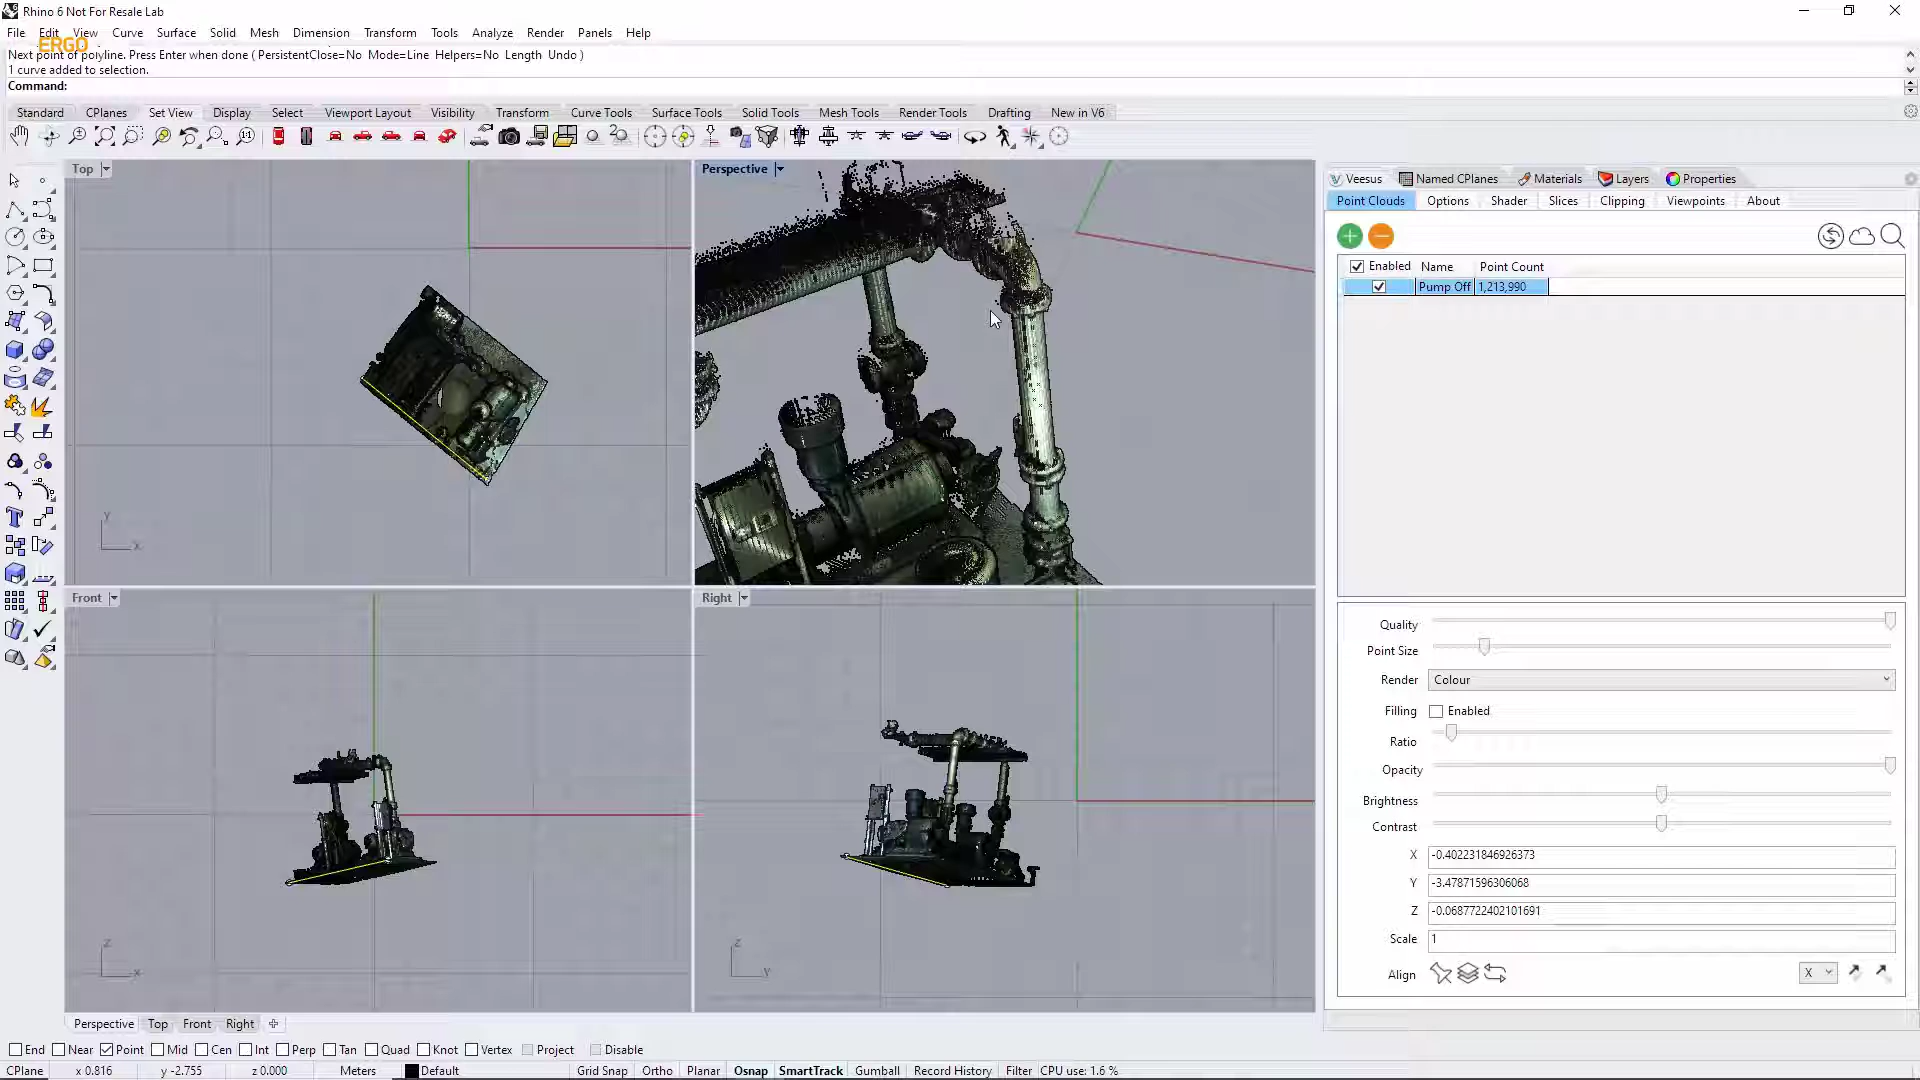 Rhino 6 Not For Resale Lab
File Edit View Curve Surface Solid Mesh Dimension Transform Tools Analyze Render Panels Help
ERGO
Next point of polyline. Press Enter when done ( PersistentClose=No Mode=Line Helpers=No Length Undo )
1 curve added to selection.
Command:
Standard CPlanes Set View Display Select Viewport Layout Visibility Transform Curve Tools Surface Tools Solid Tools Mesh Tools Render Tools Drafting New in V6
Top
Perspective
Veesus Named CPlanes Materials Layers Properties
Point Clouds Options Shader Slices Clipping Viewpoints About
Enabled Name Point Count
Pump Off 1,213,990
Y
X
Front
Right
Quality
Point Size
Render Colour
Filling Enabled
Ratio
Opacity
Brightness
Contrast
X -0.402231846926373
Y -3.47871596306068
Z -0.0687722402101691
Scale 1
Align X
Z
X
Z
Y
Perspective Top Front Right
End Near Point Mid Cen Int Perp Tan Quad Knot Vertex Project Disable
CPlane x 0.816 y -2.755 z 0.000 Meters Default Grid Snap Ortho Planar Osnap SmartTrack Gumball Record History Filter CPU use: 1.6 %